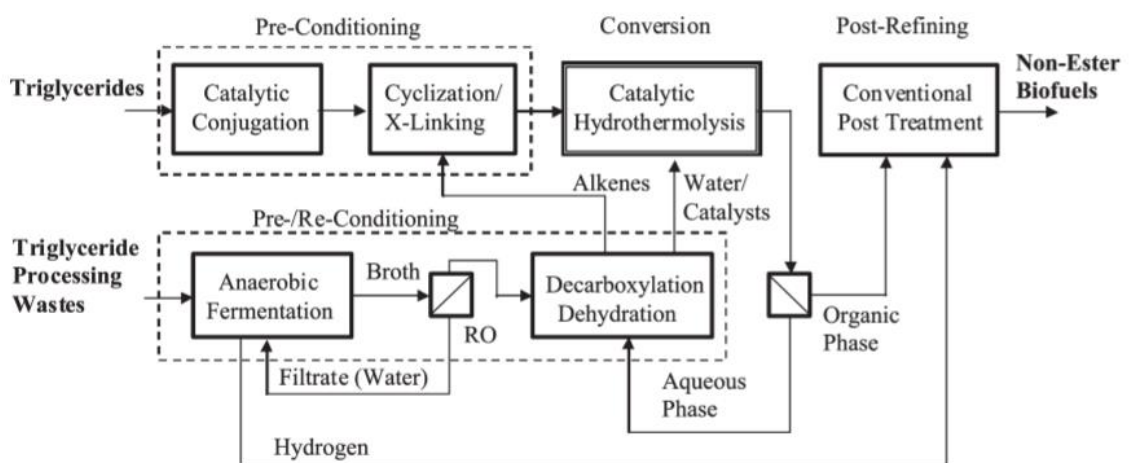 Pre-Conditioning
Conversion
Post-Refining
Triglycerides
Catalytic
Conjugation
Cyclization/
X-Linking
Catalytic
Hydrothermolysis
Conventional
Post Treatment
Non-Ester
Biofuels
Alkenes
Water/
Catalysts
Pre-/Re-Conditioning
Triglyceride
Processing
Wastes
Anaerobic
Fermentation
Broth
RO
Decarboxylation
Dehydration
Organic
Phase
Filtrate (Water)
Aqueous
Phase
Hydrogen